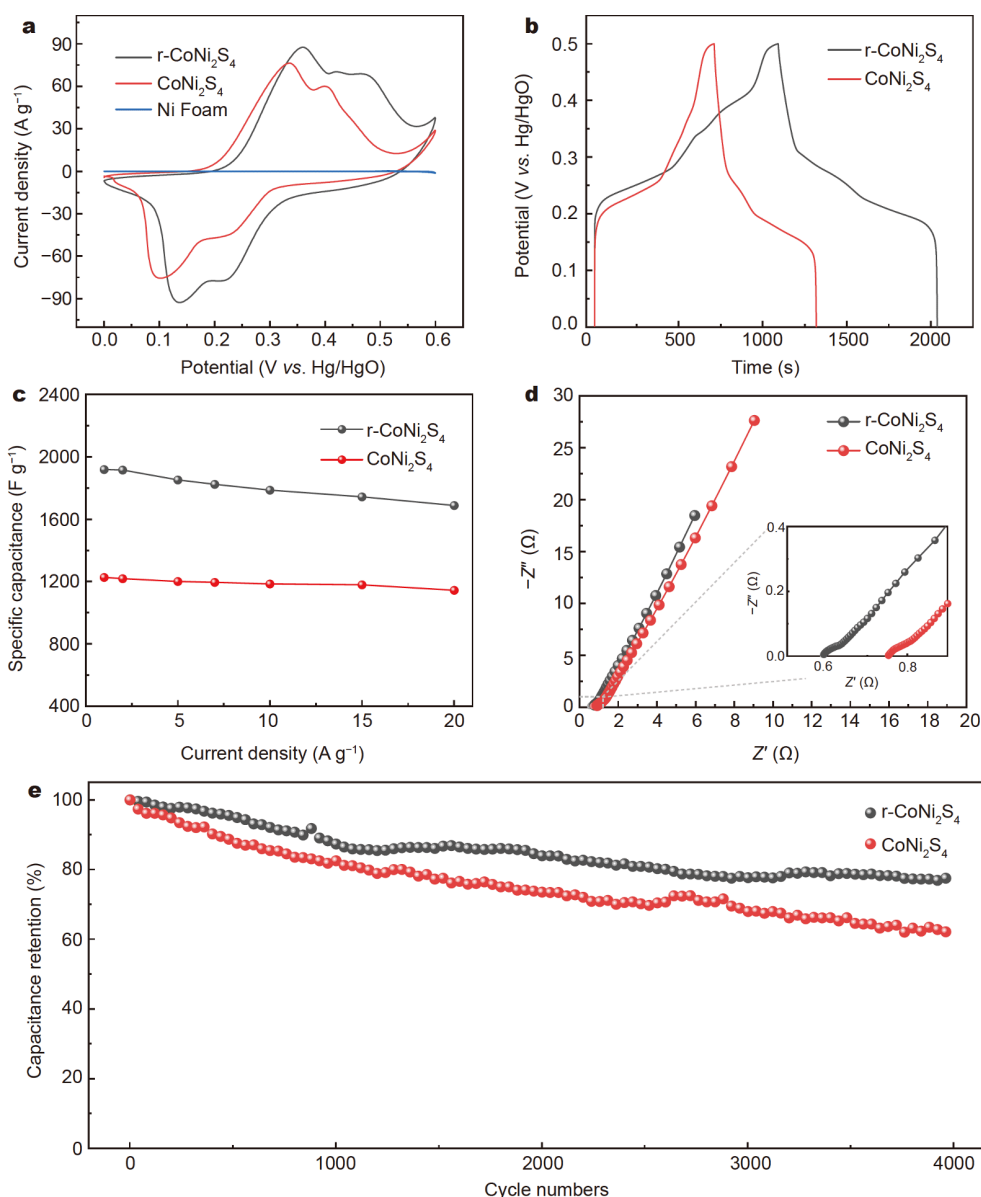 a
r-CoNi2S4
CoNi2S4
Ni Foam
90
60
30
0
−30
−60
−90
Current density (A g−1)
0.0 0.1 0.2 0.3 0.4 0.5 0.6
Potential (V vs. Hg/HgO)
b
r-CoNi2S4
CoNi2S4
0.5
0.4
0.3
0.2
0.1
0.0
Potential (V vs. Hg/HgO)
500 1000 1500 2000
Time (s)
c
r-CoNi2S4
CoNi2S4
2400
2000
1600
1200
800
400
Specific capacitance (F g−1)
5 10 15 20
Current density (A g−1)
d
r-CoNi2S4
CoNi2S4
30
25
20
15
10
5
0
−Z″ (Ω)
0 2 4 6 8 10 12 14 16 18 20
Z′ (Ω)
0.4
0.2
0.0
−Z″ (Ω)
0.6 0.8
Z′ (Ω)
e
r-CoNi2S4
CoNi2S4
100
80
60
40
20
0
Capacitance retention (%)
0 1000 2000 3000 4000
Cycle numbers